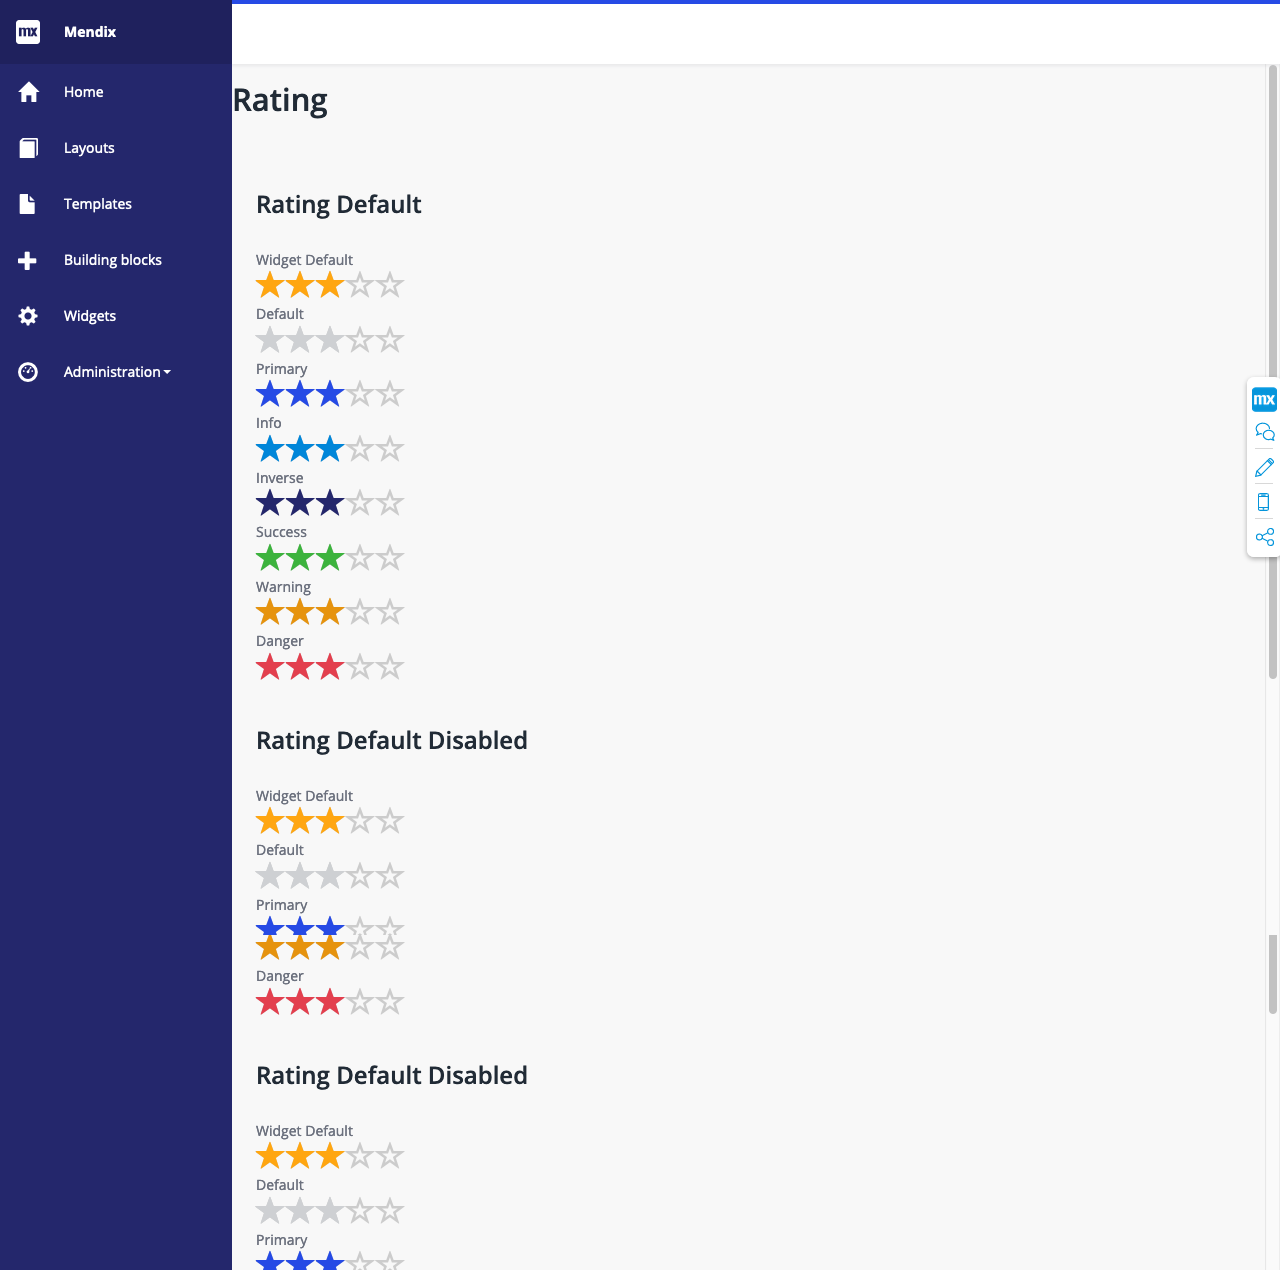 mx
Mendix
Home
Layouts
Templates
Building blocks
Widgets
Administration
Rating
Rating Default
Widget Default
Default
Primary
Info
Inverse
Success
Warning
Danger
Rating Default Disabled
Widget Default
Default
Primary
Danger
Rating Default Disabled
Widget Default
Default
Primary
mx